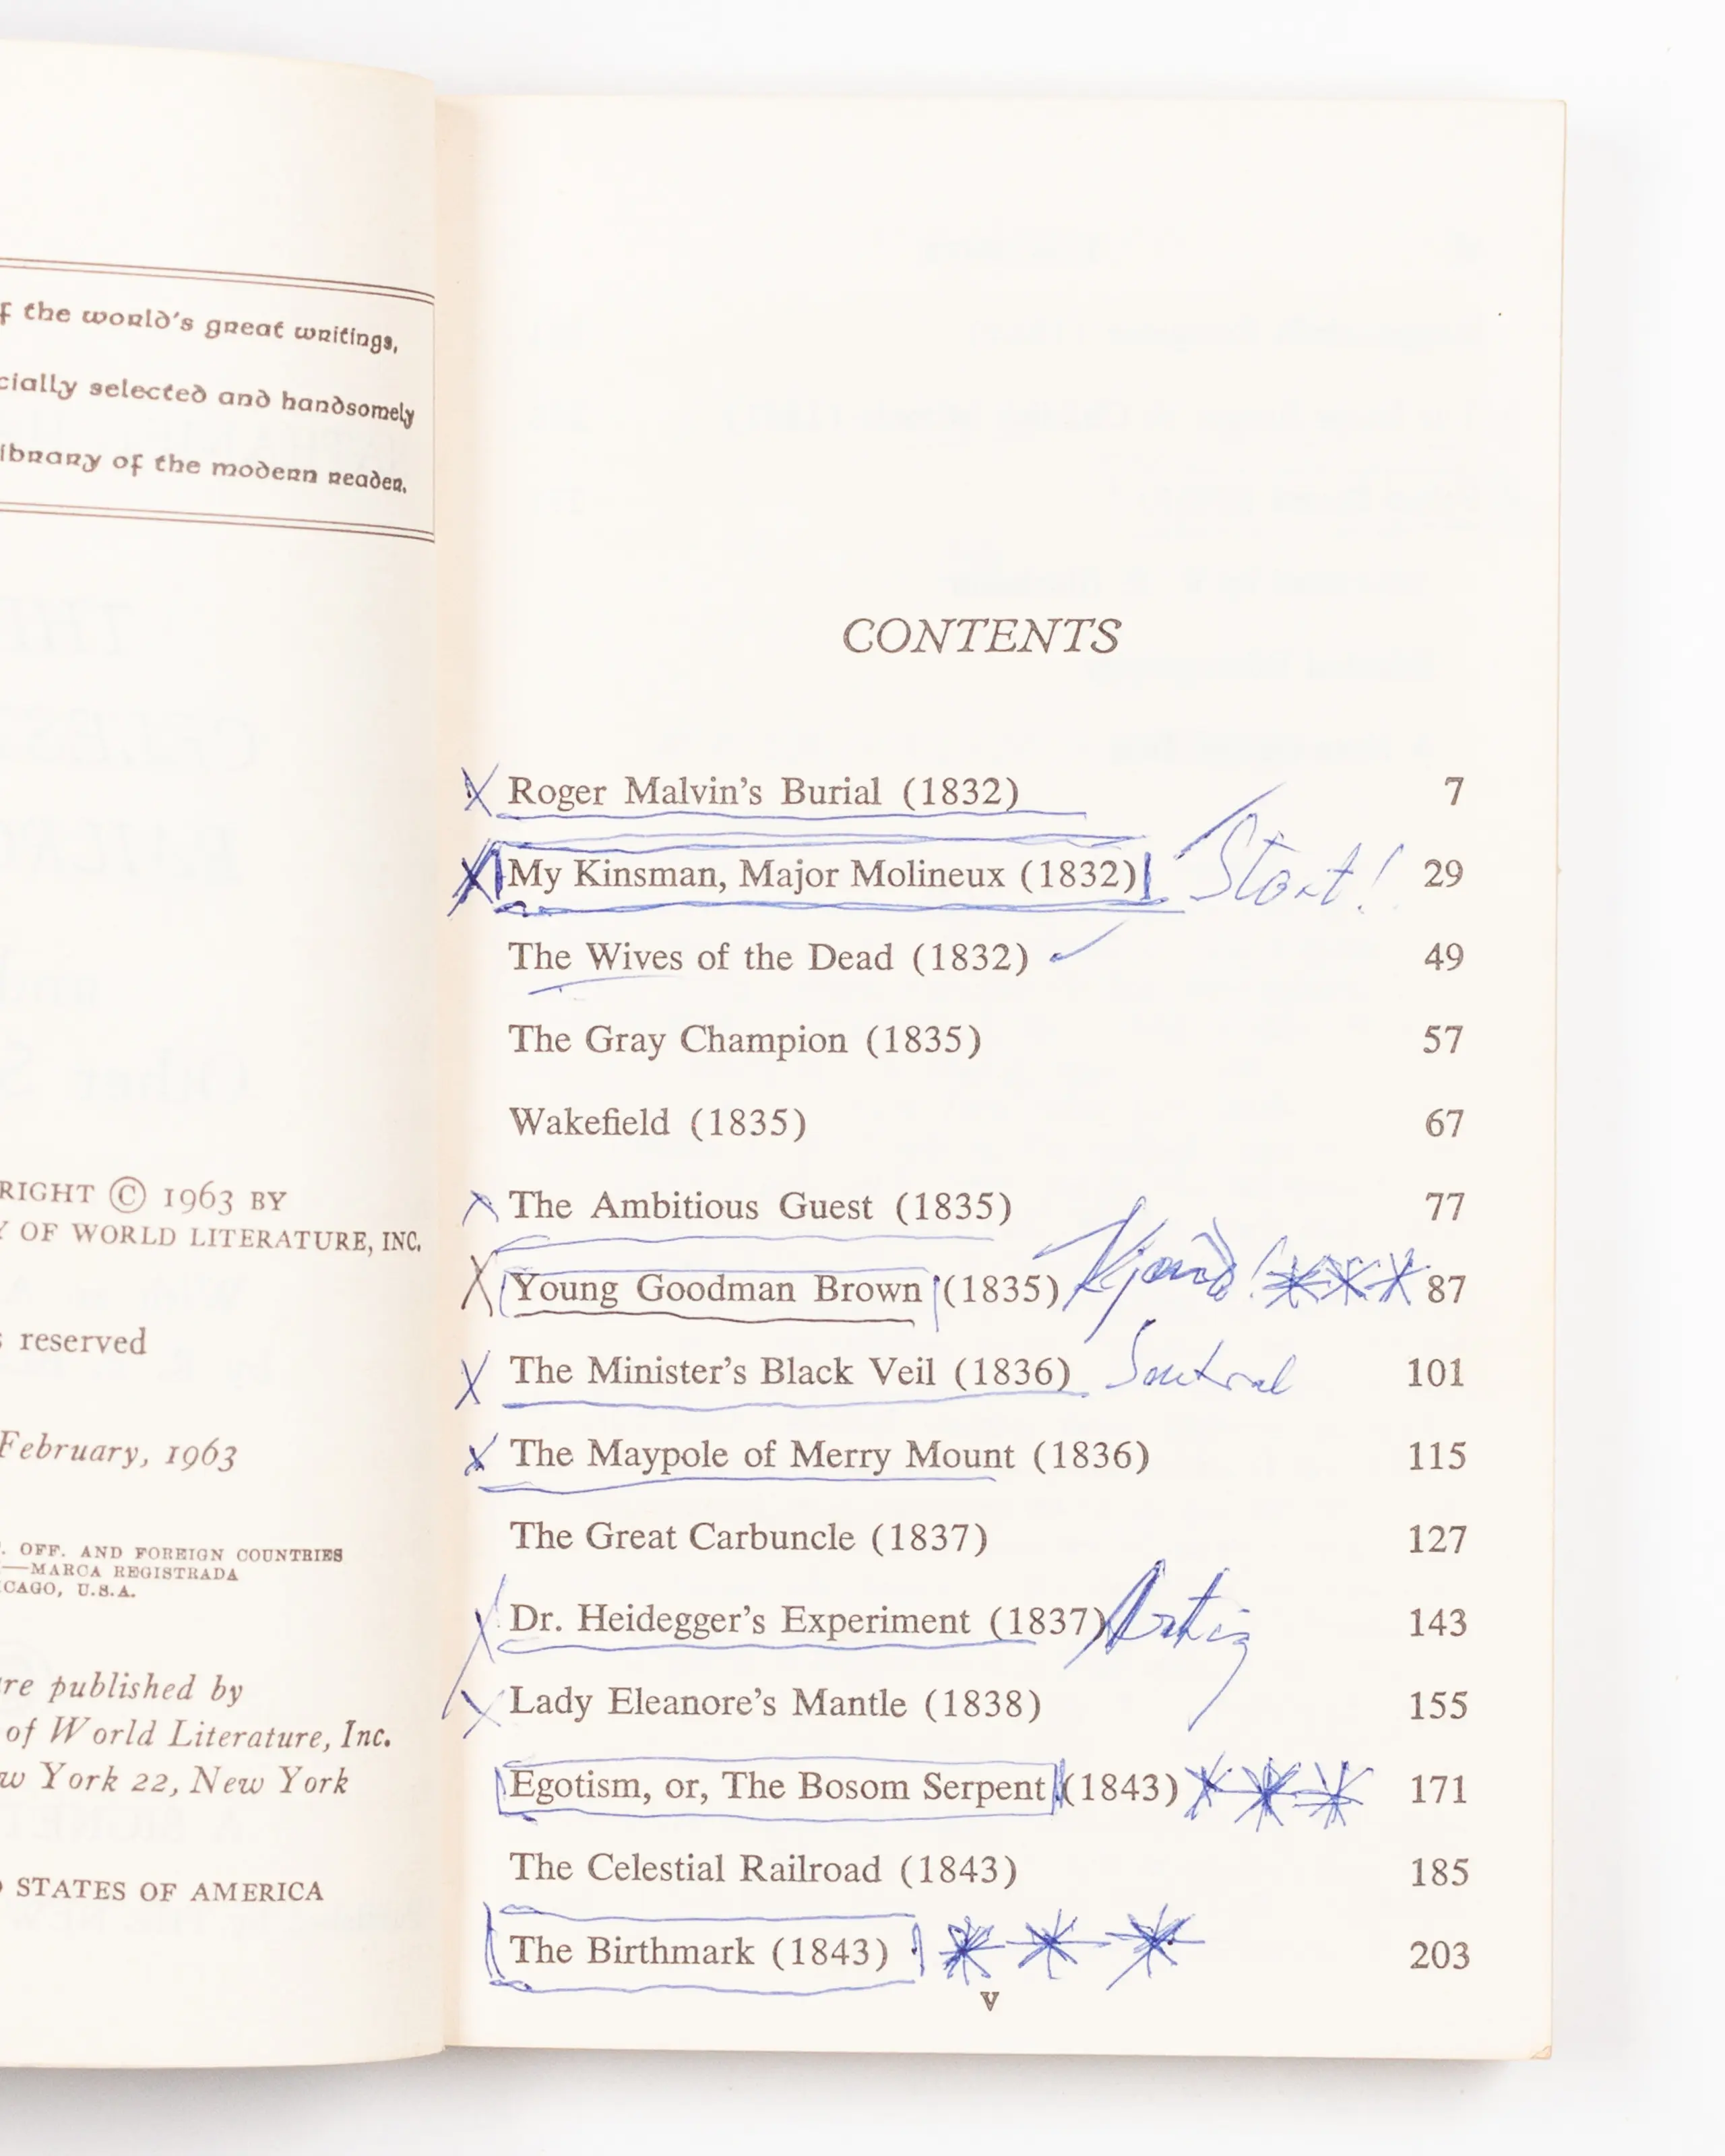 f the world's great writings,
cially selected and handsomely
ibrary of the modern reader.
RIGHT © 1963 BY
Y OF WORLD LITERATURE, INC.
s reserved
February, 1963
. OFF. AND FOREIGN COUNTRIES
—MARCA REGISTRADA
CAGO, U.S.A.
re published by
of World Literature, Inc.
w York 22, New York
STATES OF AMERICA
CONTENTS
Roger Malvin's Burial (1832) 7
My Kinsman, Major Molineux (1832) Start! 29
The Wives of the Dead (1832) 49
The Gray Champion (1835) 57
Wakefield (1835) 67
The Ambitious Guest (1835) 77
Young Goodman Brown (1835) 87
The Minister's Black Veil (1836) 101
The Maypole of Merry Mount (1836) 115
The Great Carbuncle (1837) 127
Dr. Heidegger's Experiment (1837) 143
Lady Eleanore's Mantle (1838) 155
Egotism, or, The Bosom Serpent (1843) 171
The Celestial Railroad (1843) 185
The Birthmark (1843) 203
v